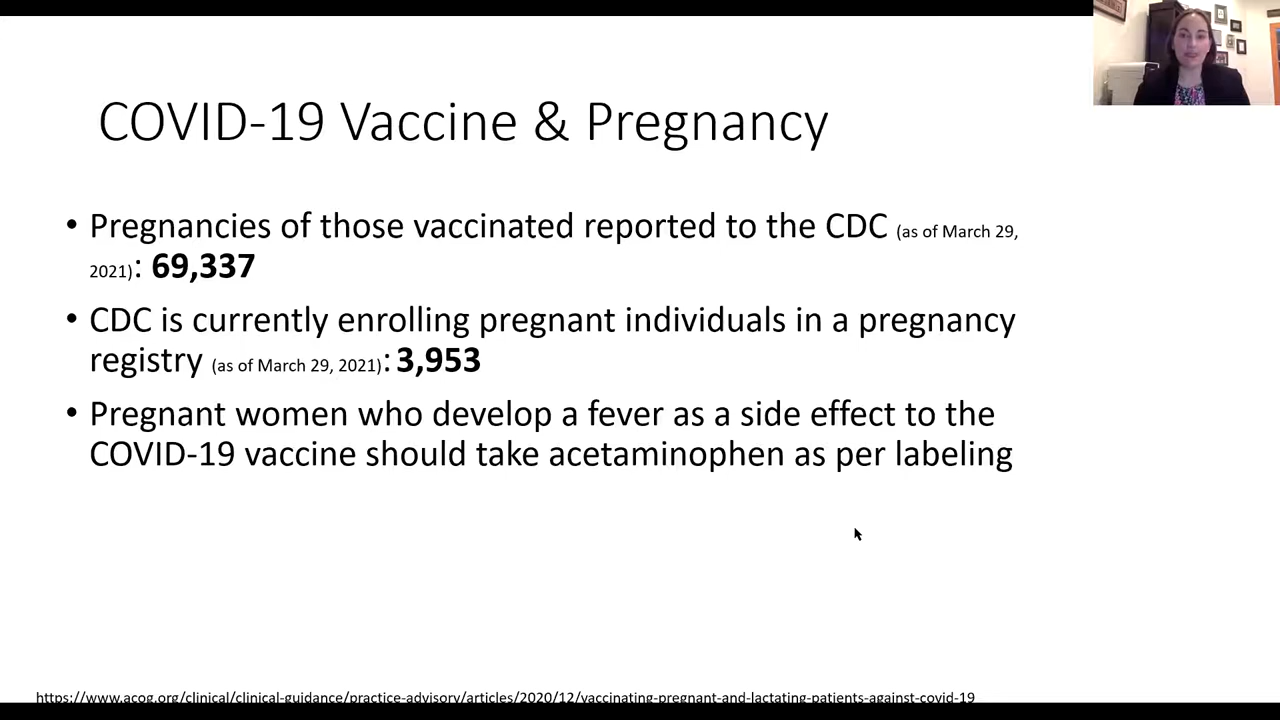 COVID-19 Vaccine & Pregnancy
• Pregnancies of those vaccinated reported to the CDC (as of March 29,
2021): 69,337
• CDC is currently enrolling pregnant individuals in a pregnancy
registry (as of March 29, 2021): 3,953
• Pregnant women who develop a fever as a side effect to the
COVID-19 vaccine should take acetaminophen as per labeling
https://www.acog.org/clinical/clinical-guidance/practice-advisory/articles/2020/12/vaccinating-pregnant-and-lactating-patients-against-covid-19